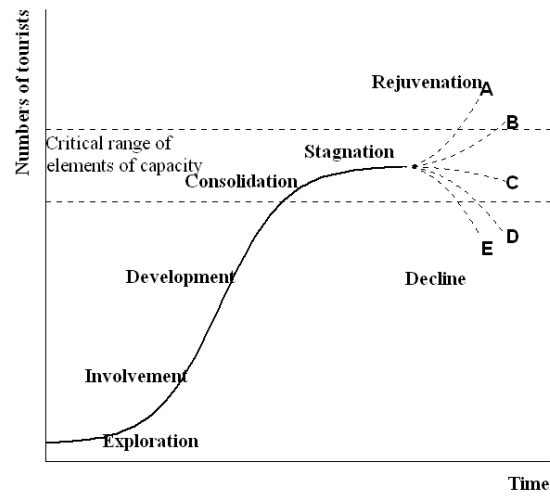 Numbers of tourists
Rejuvenation
A
B
Critical range of
elements of capacity
Stagnation
Consolidation
C
D
E
Development
Decline
Involvement
Exploration
Time